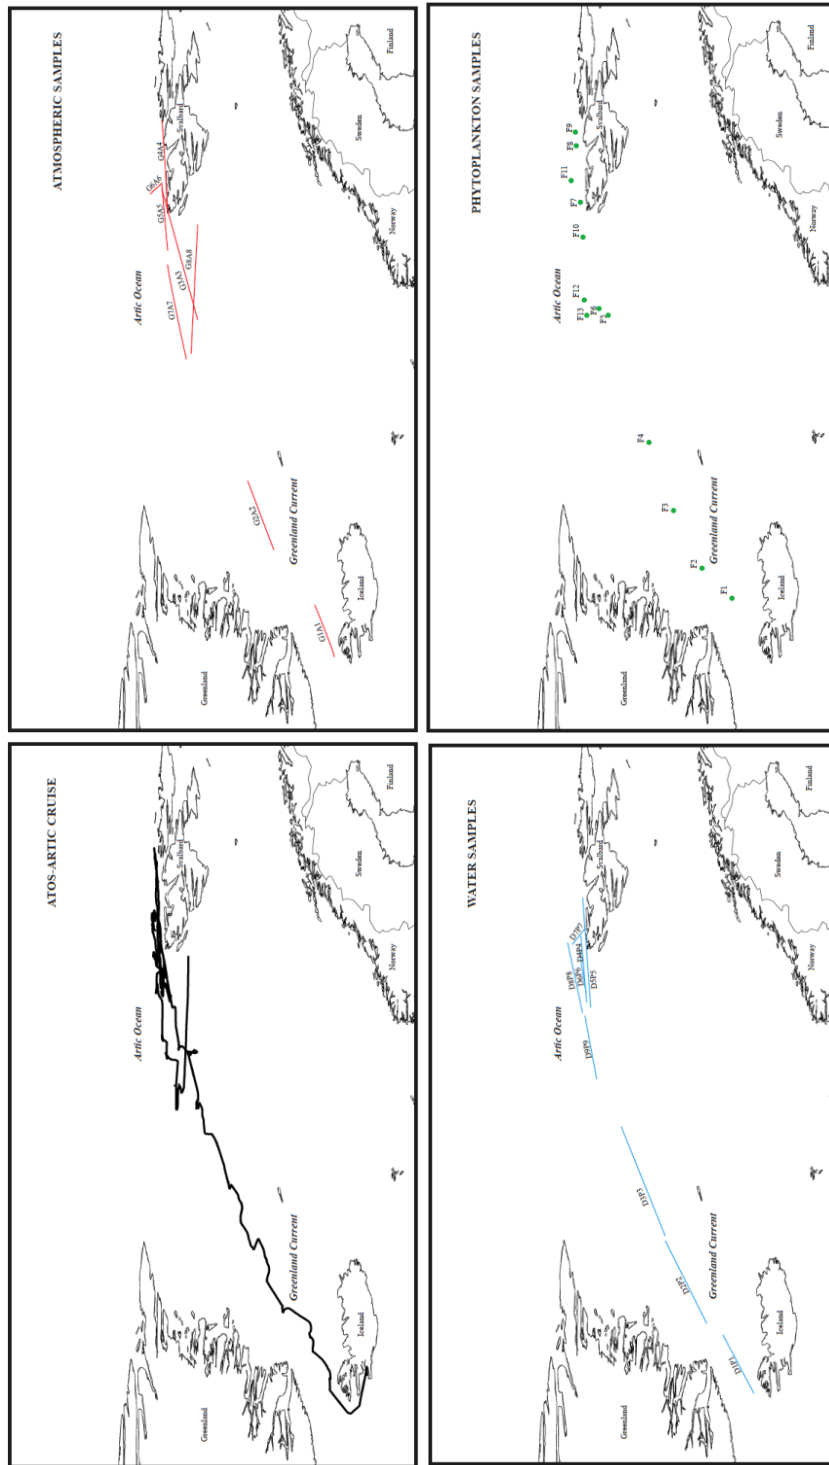 ATOS-ARTIC CRUISE
Artic Ocean
Svalbard
Greenland
Greenland Current
Iceland
Norway
Sweden
Finland
ATMOSPHERIC SAMPLES
Artic Ocean
G6A6
G4A4
G5A5
G7A7
G3A3
G8A8
Svalbard
Greenland
G2A2
Greenland Current
G1A1
Iceland
Norway
Sweden
Finland
WATER SAMPLES
Artic Ocean
D8P8
D7P7
D6P6
D4P4
D5P5
D9P9
Svalbard
Greenland
D3P3
D2P2
Greenland Current
D1P1
Iceland
Norway
Sweden
Finland
PHYTOPLANKTON SAMPLES
Artic Ocean
F11
F9
F8
F7
F10
F12
F13
F6
F5
Svalbard
Greenland
F4
F3
F2
Greenland Current
F1
Iceland
Norway
Sweden
Finland